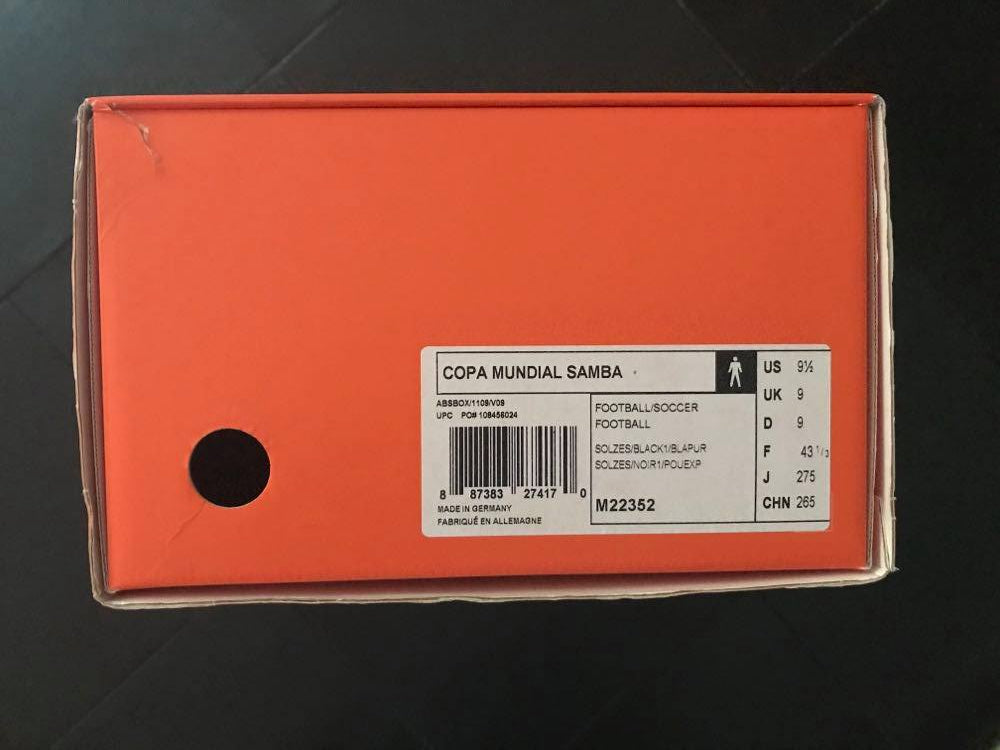 COPA MUNDIAL SAMBA
ABSBOX/1109/V09
UPC PO# 108456024
8 87383 27417 0
MADE IN GERMANY
FABRIQUÉ EN ALLEMAGNE
FOOTBALL/SOCCER
FOOTBALL
SOLZES/BLACK1/BLAPUR
SOLZES/NOIR1/POUEXP
M22352
US 9½
UK 9
D 9
F 43 1/3
J 275
CHN 265